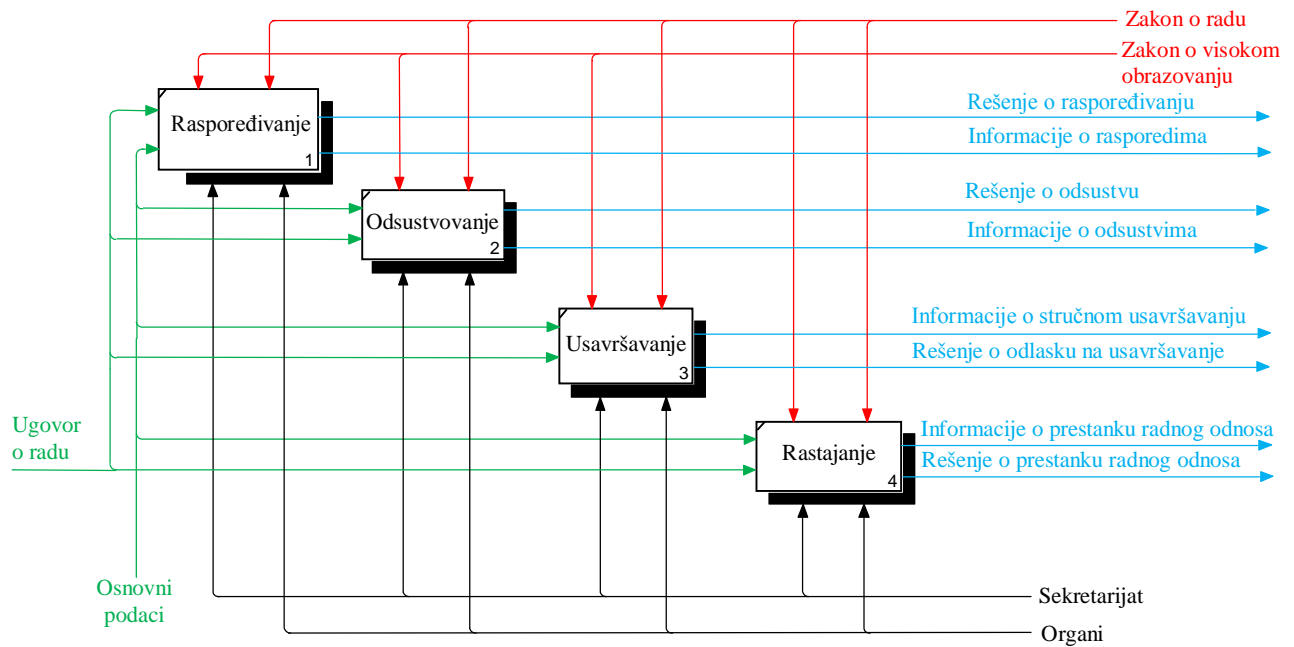 Zakon o radu
Zakon o visokom
obrazovanju
Rešenje o raspoređivanju
Raspoređivanje
Informacije o rasporedima
1
Rešenje o odsustvu
Odsustvovanje
Informacije o odsustvima
2
Informacije o stručnom usavršavanju
Usavršavanje
Rešenje o odlasku na usavršavanje
3
Ugovor
o radu
Informacije o prestanku radnog odnosa
Rastajanje
Rešenje o prestanku radnog odnosa
4
Osnovni
podaci
Sekretarijat
Organi